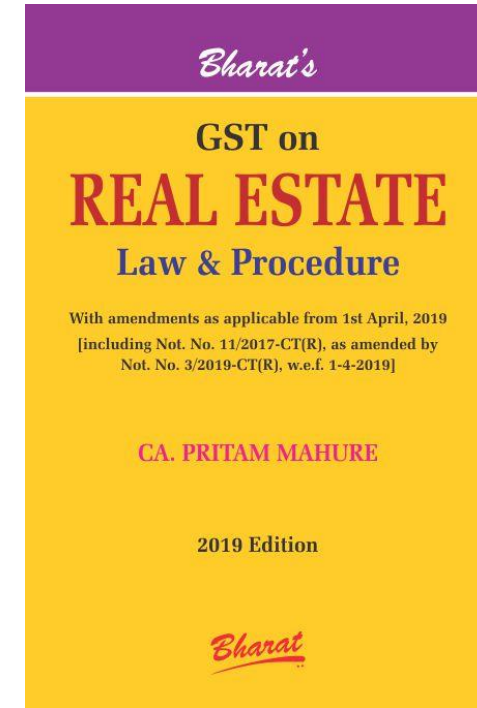 Bharat's
GST on
REAL ESTATE
Law & Procedure
With amendments as applicable from 1st April, 2019
[including Not. No. 11/2017-CT(R), as amended by
Not. No. 3/2019-CT(R), w.e.f. 1-4-2019]
CA. PRITAM MAHURE
2019 Edition
Bharat